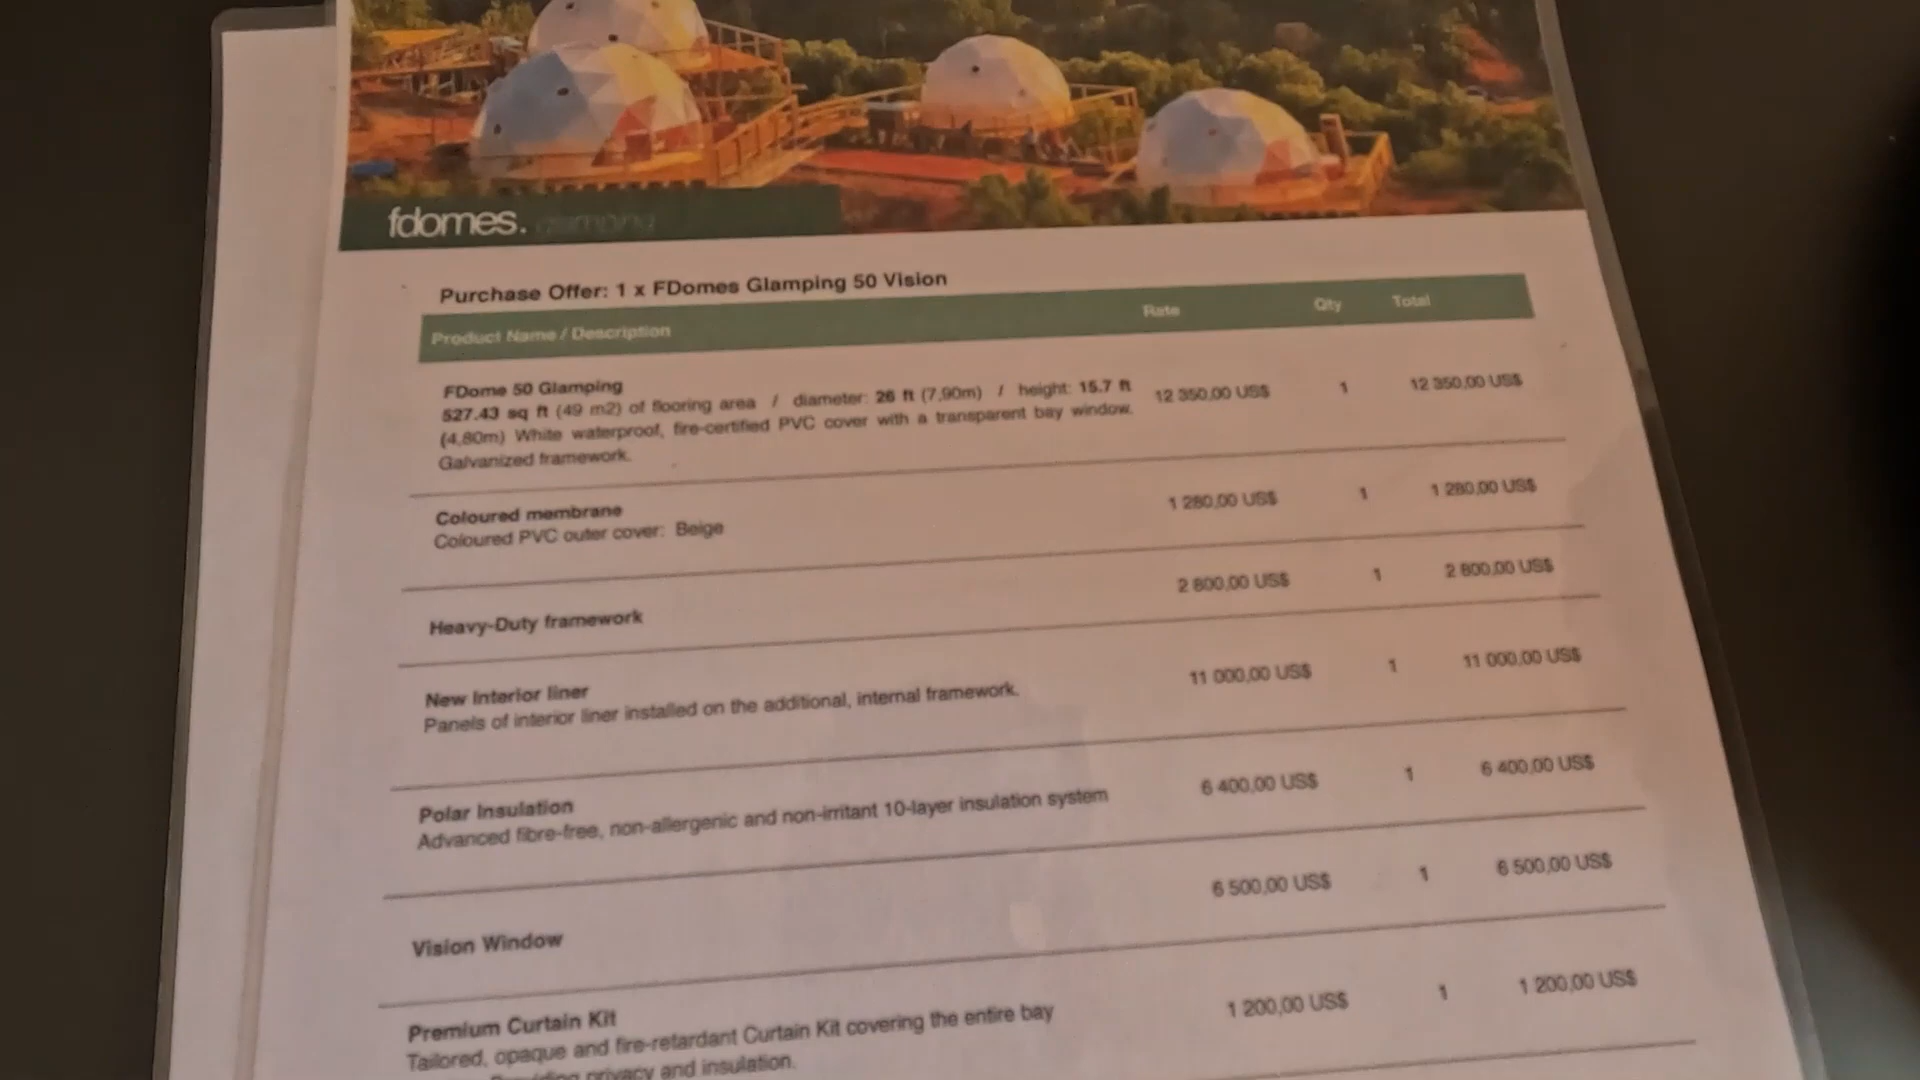 fdomes. glamping
Purchase Offer: 1 x FDomes Glamping 50 Vision
Product Name / Description Rate Qty Total
FDome 50 Glamping
527.43 sq ft (49 m2) of flooring area / diameter: 26 ft (7,90m) / height: 15.7 ft 12 350,00 US$ 1 12 350,00 US$
(4,80m) White waterproof, fire-certified PVC cover with a transparent bay window.
Galvanized framework.
Coloured membrane 1 280,00 US$ 1 1 280,00 US$
Coloured PVC outer cover: Beige
Heavy-Duty framework 2 800,00 US$ 1 2 800,00 US$
New Interior liner 11 000,00 US$ 1 11 000,00 US$
Panels of interior liner installed on the additional, internal framework.
Polar Insulation 6 400,00 US$ 1 6 400,00 US$
Advanced fibre-free, non-allergenic and non-irritant 10-layer insulation system
Vision Window 6 500,00 US$ 1 6 500,00 US$
Premium Curtain Kit 1 200,00 US$ 1 1 200,00 US$
Tailored, opaque and fire-retardant Curtain Kit covering the entire bay
privacy and insulation.